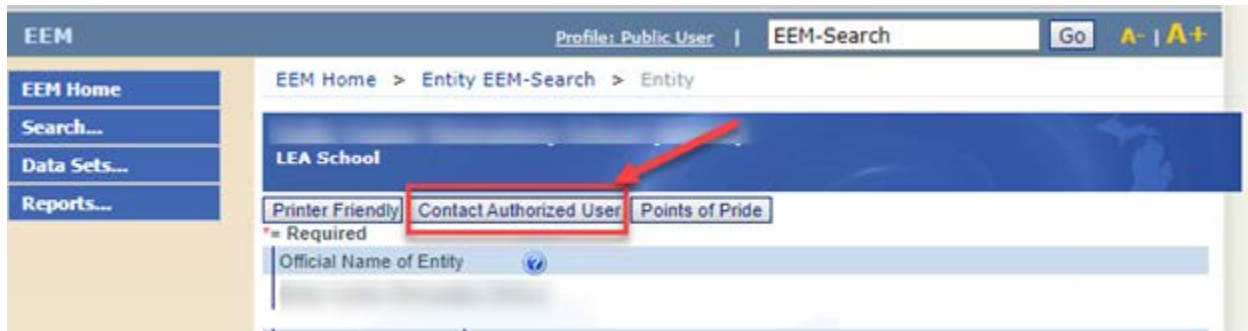 EEM Profile: Public User | EEM-Search Go A- | A+
EEM Home
Search...
Data Sets...
Reports...
EEM Home > Entity EEM-Search > Entity
LEA School
Printer Friendly Contact Authorized User Points of Pride
*= Required
Official Name of Entity ?